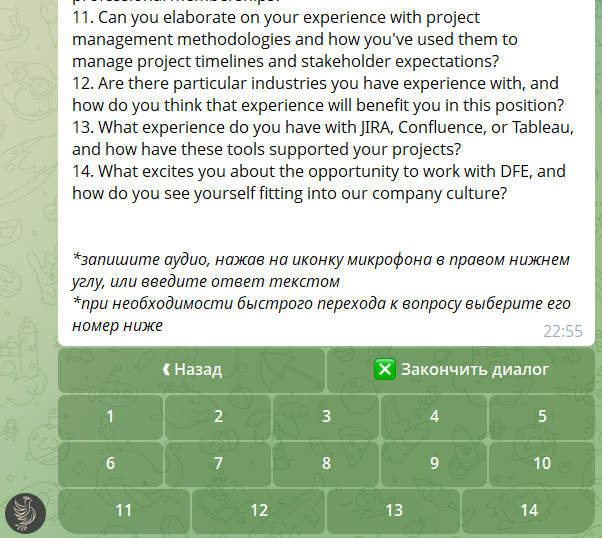 11. Can you elaborate on your experience with project
management methodologies and how you've used them to
manage project timelines and stakeholder expectations?
12. Are there particular industries you have experience with, and
how do you think that experience will benefit you in this position?
13. What experience do you have with JIRA, Confluence, or Tableau,
and how have these tools supported your projects?
14. What excites you about the opportunity to work with DFE, and
how do you see yourself fitting into our company culture?
*запишите аудио, нажав на иконку микрофона в правом нижнем
углу, или введите ответ текстом
*при необходимости быстрого перехода к вопросу выберите его
номер ниже
22:55
《 Назад
❎ Закончить диалог
1 2 3 4 5
6 7 8 9 10
11 12 13 14